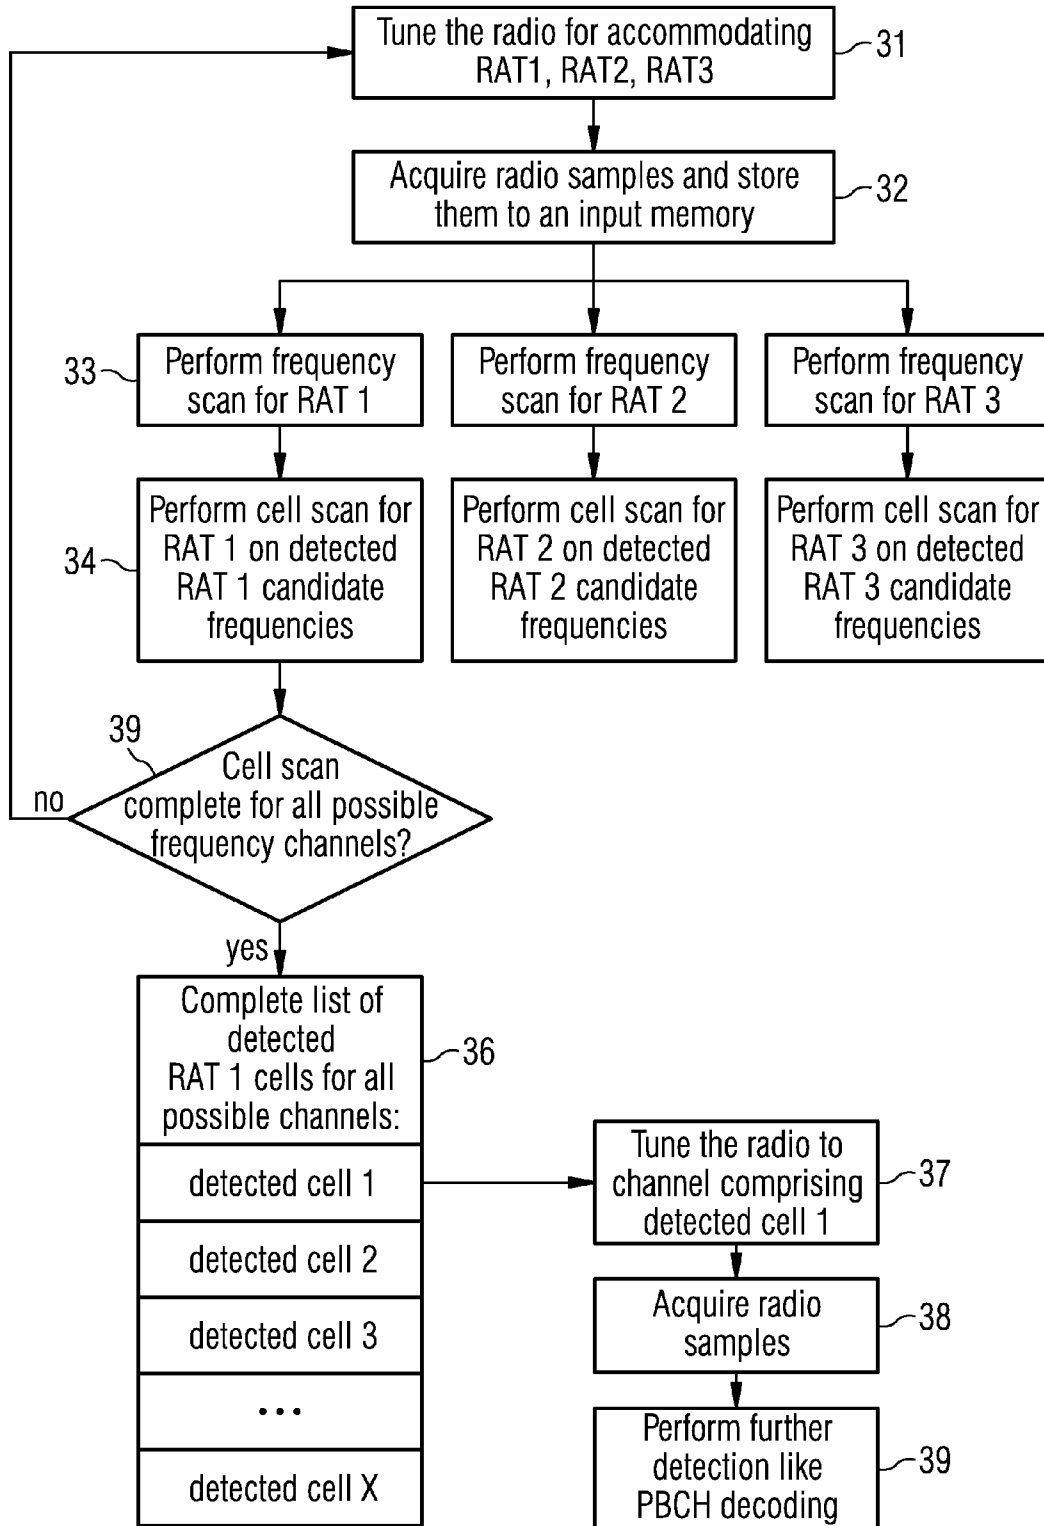 Tune the radio for accommodating
RAT1, RAT2, RAT3
31
Acquire radio samples and store
them to an input memory
32
33
Perform frequency
scan for RAT 1
Perform frequency
scan for RAT 2
Perform frequency
scan for RAT 3
34
Perform cell scan for
RAT 1 on detected
RAT 1 candidate
frequencies
Perform cell scan for
RAT 2 on detected
RAT 2 candidate
frequencies
Perform cell scan for
RAT 3 on detected
RAT 3 candidate
frequencies
39
Cell scan
complete for all possible
frequency channels?
no
yes
Complete list of
detected
RAT 1 cells for all
possible channels:
36
detected cell 1
detected cell 2
detected cell 3
...
detected cell X
Tune the radio to
channel comprising
detected cell 1
37
Acquire radio
samples
38
Perform further
detection like
PBCH decoding
39